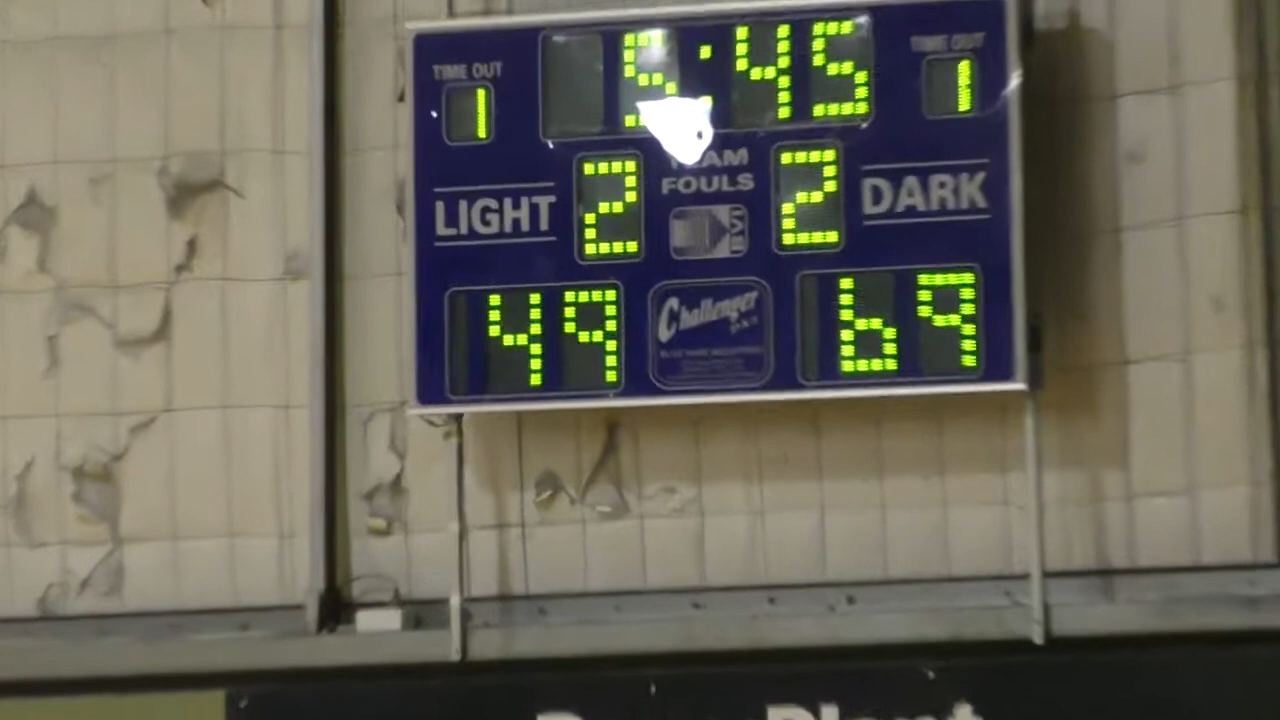 TIME OUT 5:45 TIME OUT
1 1
TEAM
FOULS
LIGHT 2 2 DARK
49 69
Challenger